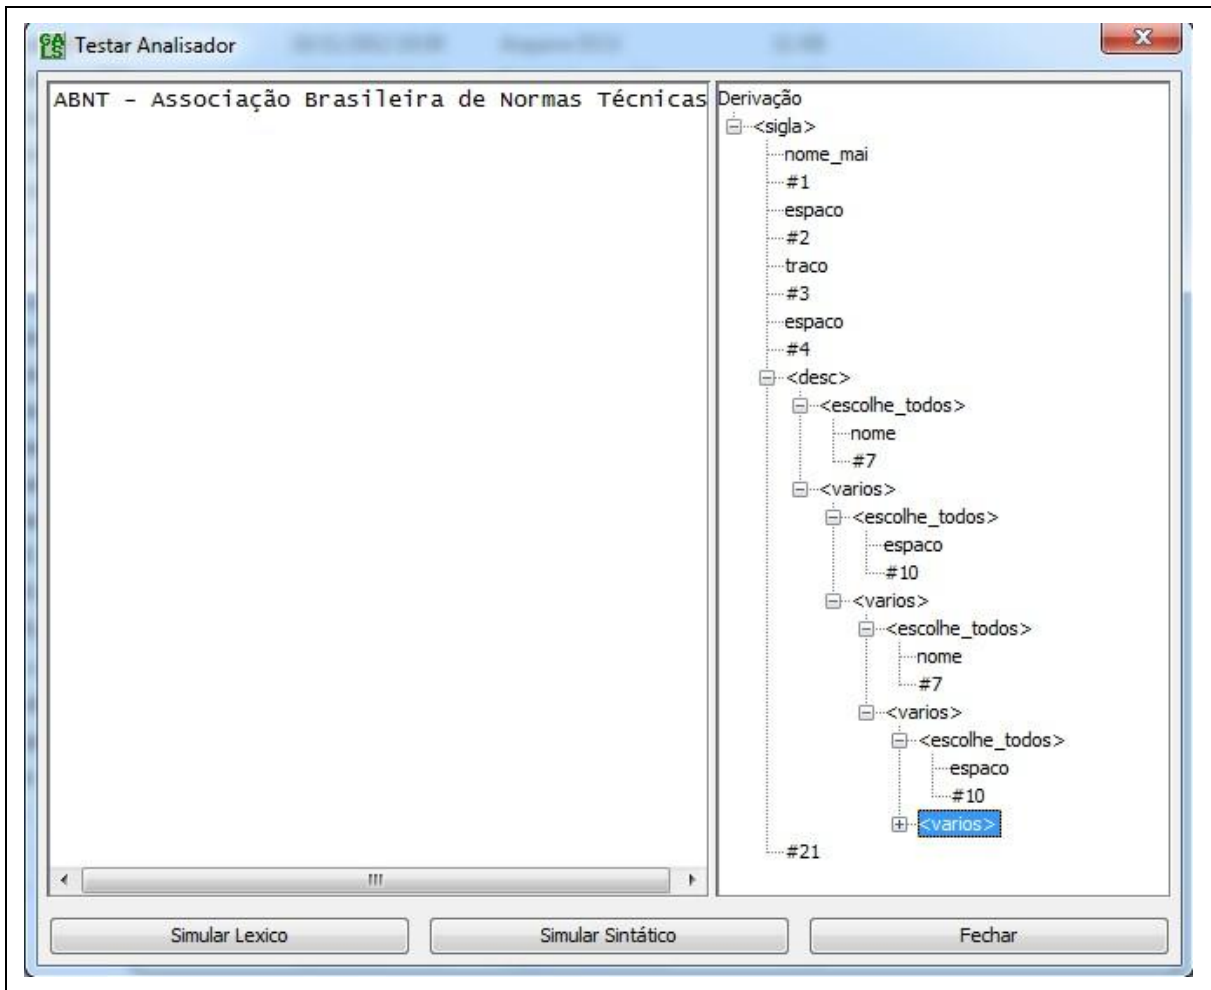 Testar Analisador
ABNT - Associação Brasileira de Normas Técnicas
Derivação
<sigla>
nome_mai
#1
espaco
#2
traco
#3
espaco
#4
<desc>
<escolhe_todos>
nome
#7
<varios>
<escolhe_todos>
espaco
#10
<varios>
<escolhe_todos>
nome
#7
<varios>
<escolhe_todos>
espaco
#10
<varios>
#21
Simular Lexico
Simular Sintático
Fechar